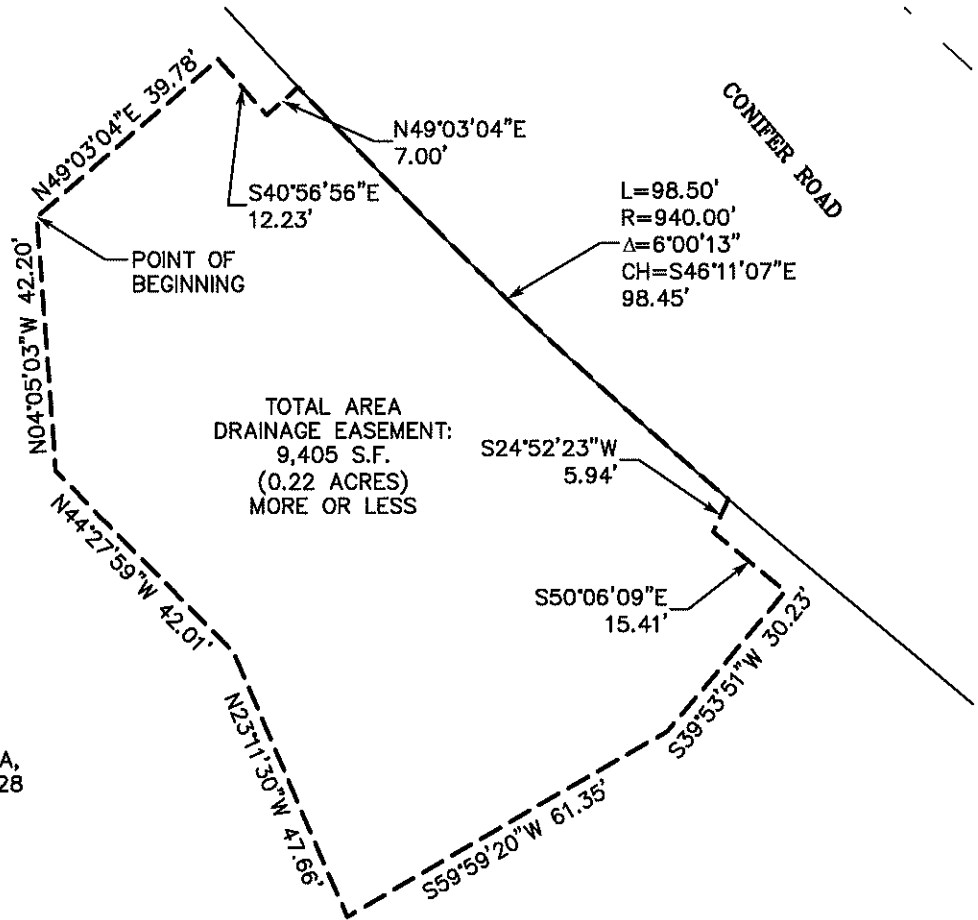 N49°03'04"E 39.78'
N49°03'04"E
7.00'
S40°56'56"E
12.23'
CONIFER ROAD
L=98.50'
R=940.00'
Δ=6°00'13"
CH=S46°11'07"E
98.45'
POINT OF
BEGINNING
N04°05'03"W 42.20'
TOTAL AREA
DRAINAGE EASEMENT:
9,405 S.F.
(0.22 ACRES)
MORE OR LESS
S24°52'23"W
5.94'
N44°27'59"W 42.01'
S50°06'09"E
15.41'
S39°53'51"W 30.23'
N23°11'30"W 47.66'
S59°59'20"W 61.35'
A,
28